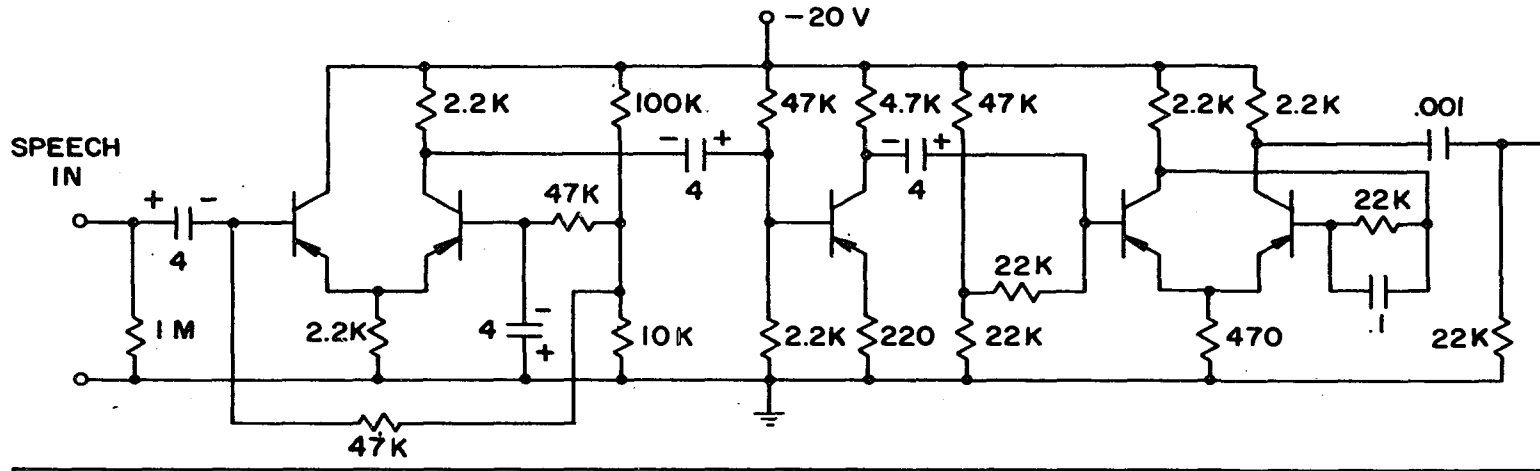 −20 V
2.2K
100K
47K
4.7K
47K
2.2K
2.2K
.001
SPEECH
IN
+ −
4
− +
4
− +
4
47K
22K
22K
1 M
2.2K
4
−
+
10K
2.2K
220
22K
470
.1
22K
47K